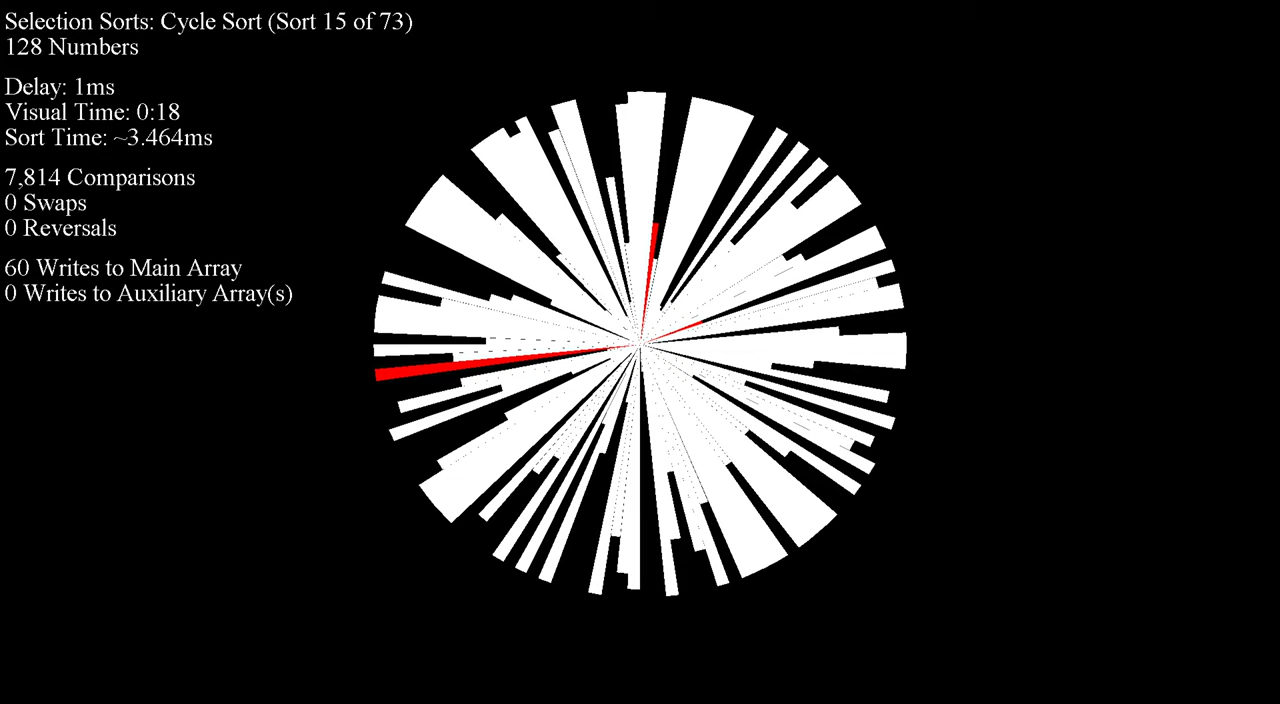 Selection Sorts: Cycle Sort (Sort 15 of 73)
128 Numbers
Delay: 1ms
Visual Time: 0:18
Sort Time: ~3.464ms
7,814 Comparisons
0 Swaps
0 Reversals
60 Writes to Main Array
0 Writes to Auxiliary Array(s)